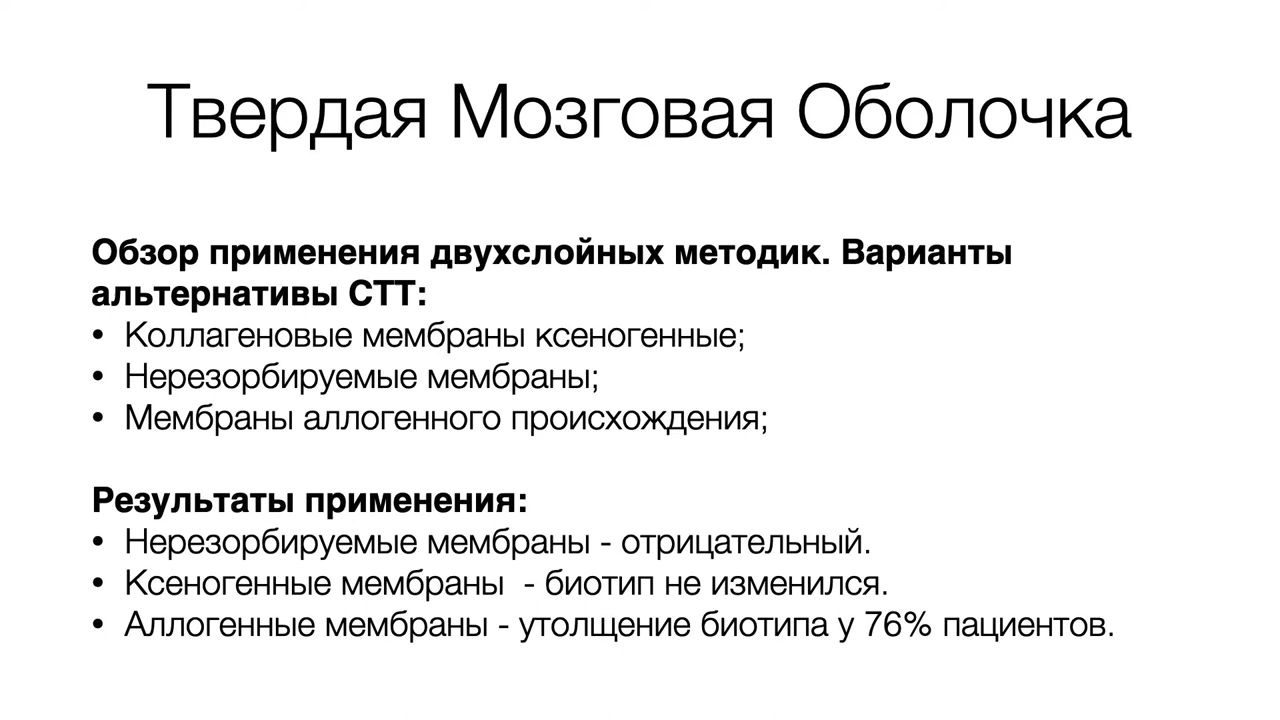 Твердая Мозговая Оболочка
Обзор применения двухслойных методик. Варианты
альтернативы СТТ:
• Коллагеновые мембраны ксеногенные;
• Нерезорбируемые мембраны;
• Мембраны аллогенного происхождения;
Результаты применения:
• Нерезорбируемые мембраны - отрицательный.
• Ксеногенные мембраны - биотип не изменился.
• Аллогенные мембраны - утолщение биотипа у 76% пациентов.